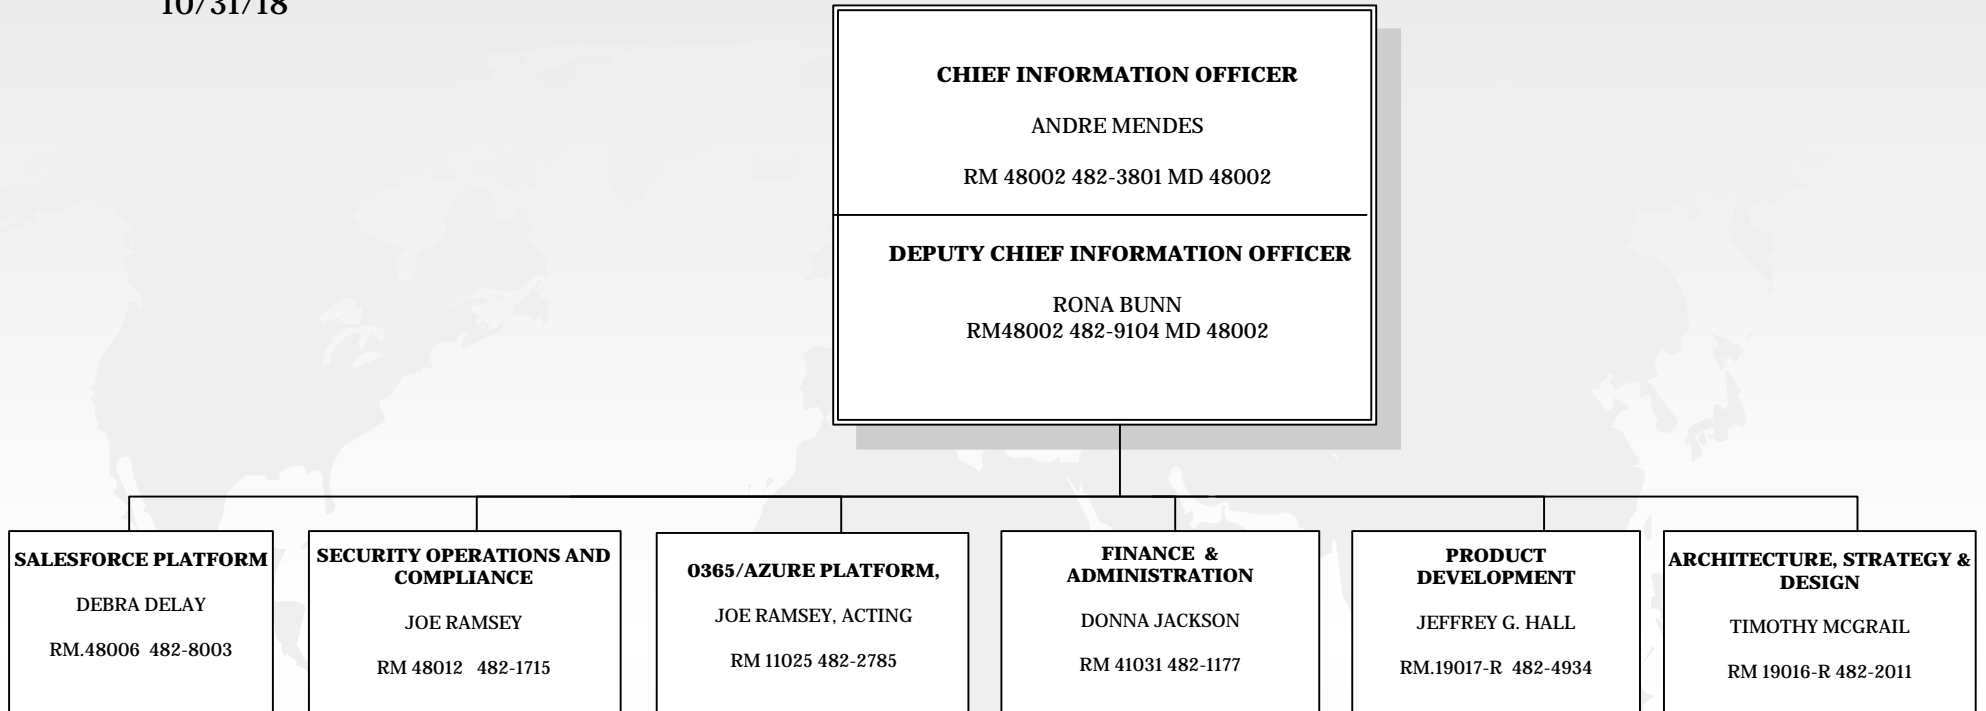 10/31/18
CHIEF INFORMATION OFFICER
ANDRE MENDES
RM 48002 482-3801 MD 48002
DEPUTY CHIEF INFORMATION OFFICER
RONA BUNN
RM48002 482-9104 MD 48002
SALESFORCE PLATFORM
DEBRA DELAY
RM.48006 482-8003
SECURITY OPERATIONS AND
COMPLIANCE
JOE RAMSEY
RM 48012 482-1715
0365/AZURE PLATFORM,
JOE RAMSEY, ACTING
RM 11025 482-2785
FINANCE &
ADMINISTRATION
DONNA JACKSON
RM 41031 482-1177
PRODUCT
DEVELOPMENT
JEFFREY G. HALL
RM.19017-R 482-4934
ARCHITECTURE, STRATEGY &
DESIGN
TIMOTHY MCGRAIL
RM 19016-R 482-2011